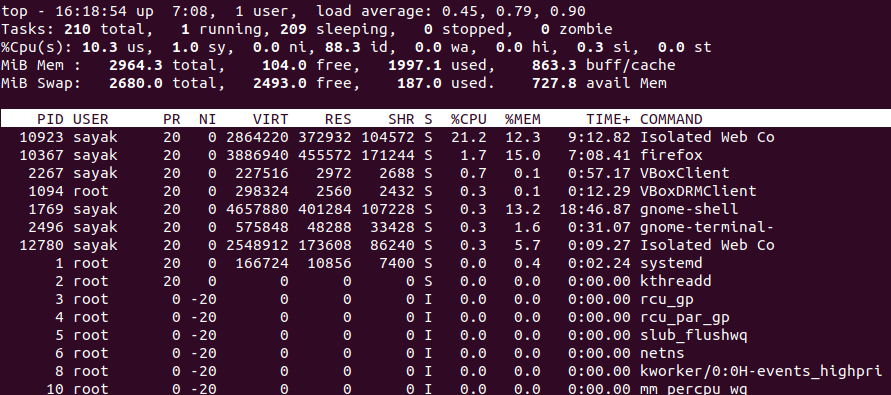 top - 16:18:54 up  7:08,  1 user,  load average: 0.45, 0.79, 0.90
Tasks: 210 total,   1 running, 209 sleeping,   0 stopped,   0 zombie
%Cpu(s): 10.3 us,  1.0 sy,  0.0 ni, 88.3 id,  0.0 wa,  0.0 hi,  0.3 si,  0.0 st
MiB Mem :   2964.3 total,    104.0 free,   1997.1 used,    863.3 buff/cache
MiB Swap:   2680.0 total,   2493.0 free,    187.0 used.    727.8 avail Mem
PID USER      PR  NI    VIRT    RES    SHR S  %CPU  %MEM     TIME+ COMMAND
10923 sayak     20   0 2864220 372932 104572 S  21.2  12.3   9:12.82 Isolated Web Co
10367 sayak     20   0 3886940 455572 171244 S   1.7  15.0   7:08.41 firefox
2267 sayak     20   0  227516   2972   2688 S   0.7   0.1   0:57.17 VBoxClient
1094 root      20   0  298324   2560   2432 S   0.3   0.1   0:12.29 VBoxDRMClient
1769 sayak     20   0 4657880 401284 107228 S   0.3  13.2  18:46.87 gnome-shell
2496 sayak     20   0  575848  48288  33428 S   0.3   1.6   0:31.07 gnome-terminal-
12780 sayak     20   0 2548912 173608  86240 S   0.3   5.7   0:09.27 Isolated Web Co
1 root      20   0  166724  10856   7400 S   0.0   0.4   0:02.24 systemd
2 root      20   0       0      0      0 S   0.0   0.0   0:00.00 kthreadd
3 root       0 -20       0      0      0 I   0.0   0.0   0:00.00 rcu_gp
4 root       0 -20       0      0      0 I   0.0   0.0   0:00.00 rcu_par_gp
5 root       0 -20       0      0      0 I   0.0   0.0   0:00.00 slub_flushwq
6 root       0 -20       0      0      0 I   0.0   0.0   0:00.00 netns
8 root       0 -20       0      0      0 I   0.0   0.0   0:00.00 kworker/0:0H-events_highpri
10 root       0 -20       0      0      0 I   0.0   0.0   0:00.00 mm_percpu_wq